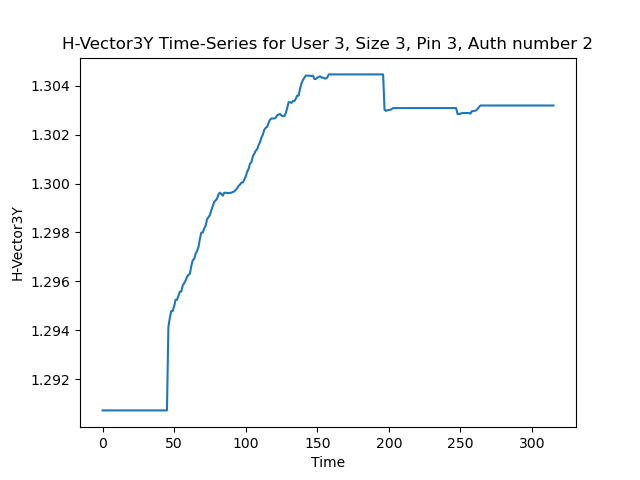 H-Vector3Y Time-Series for User 3, Size 3, Pin 3, Auth number 2
H-Vector3Y
1.304
1.302
1.300
1.298
1.296
1.294
1.292
0 50 100 150 200 250 300
Time